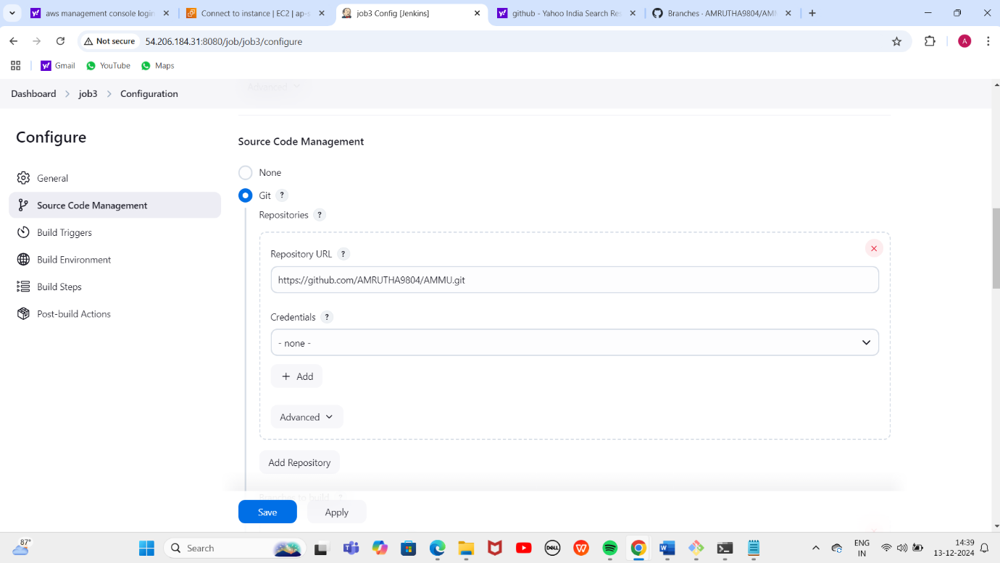 aws management console login
Connect to instance | EC2 | ap-s
job3 Config [Jenkins]
github - Yahoo India Search Res
Branches · AMRUTHA9804/AMM
Not secure
54.206.184.31:8080/job/job3/configure
A
Gmail
YouTube
Maps
Dashboard
job3
Configuration
Advanced
Configure
General
Source Code Management
Build Triggers
Build Environment
Build Steps
Post-build Actions
Source Code Management
None
Git ?
Repositories ?
Repository URL ?
https://github.com/AMRUTHA9804/AMMU.git
Credentials ?
- none -
+ Add
Advanced
Add Repository
Branches to build
Save
Apply
87°
Search
DELL
ENG
IN
14:39
13-12-2024